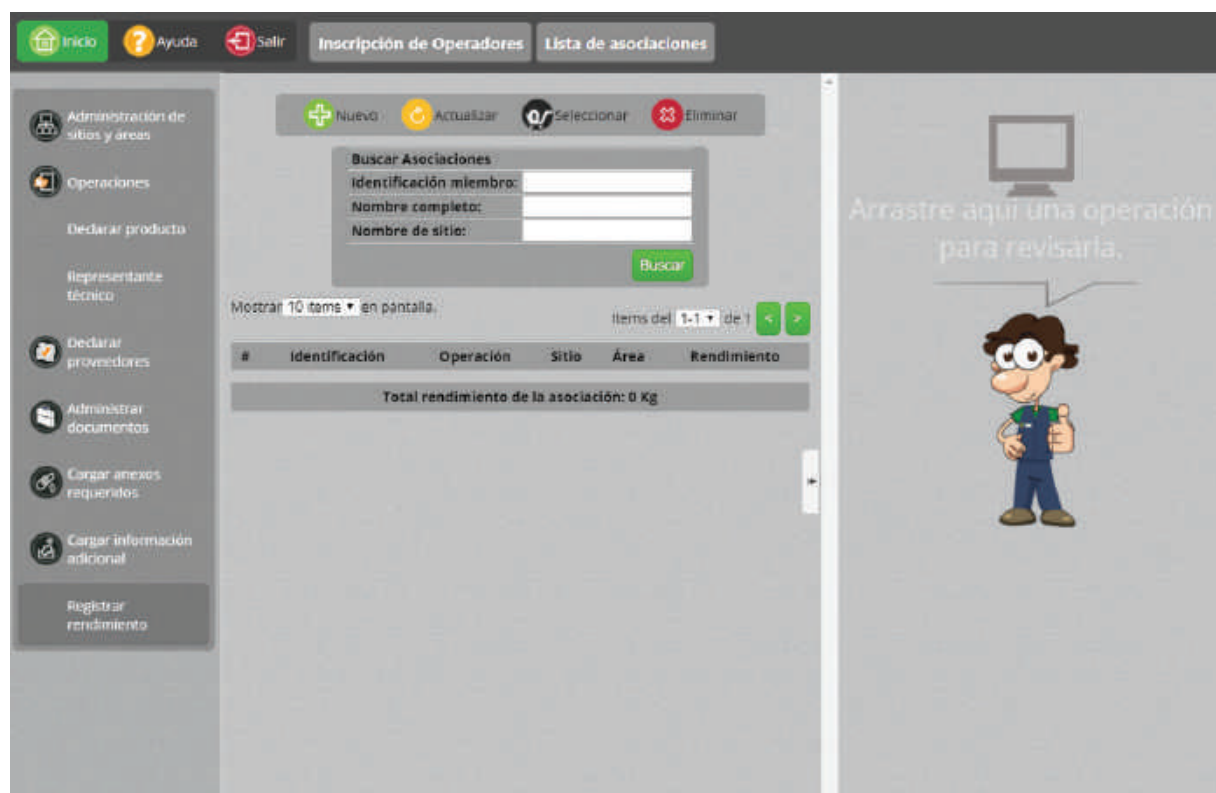 Inicio
Ayuda
Salir
Inscripción de Operadores
Lista de asociaciones
Administración de
sitios y áreas
Operaciones
Declarar producto
Representante
técnico
Declarar
proveedores
Administrar
documentos
Cargar anexos
requeridos
Cargar información
adicional
Registrar
rendimiento
Nuevo
Actualizar
Seleccionar
Eliminar
Buscar Asociaciones
Identificación miembro:
Nombre completo:
Nombre de sitio:
Buscar
Mostrar 10 items en pantalla.
Items del 1-1 de 1 < >
# Identificación Operación Sitio Área Rendimiento
Total rendimiento de la asociación: 0 Kg
Arrastre aquí una operación
para revisarla.